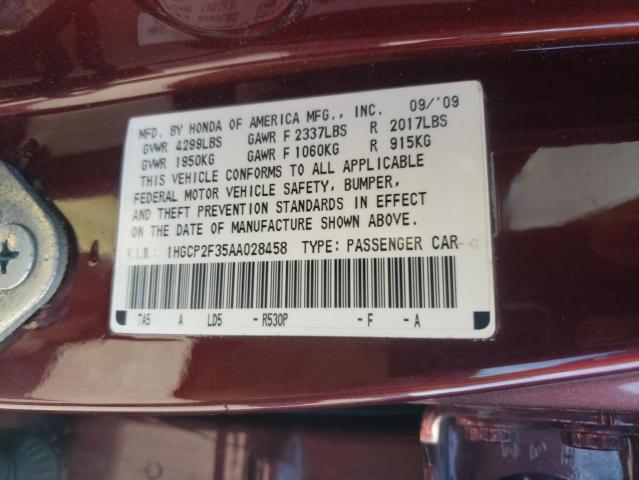 MFD. BY HONDA OF AMERICA MFG., INC. 09/'09
GVWR 4299LBS GAWR F 2337LBS R 2017LBS
GVWR 1950KG GAWR F 1060KG R 915KG
THIS VEHICLE CONFORMS TO ALL APPLICABLE
FEDERAL MOTOR VEHICLE SAFETY, BUMPER,
AND THEFT PREVENTION STANDARDS IN EFFECT
ON THE DATE OF MANUFACTURE SHOWN ABOVE.
V.I.N.: 1HGCP2F35AA028458 TYPE: PASSENGER CAR
TA5 A LD5 - R530P - F - A